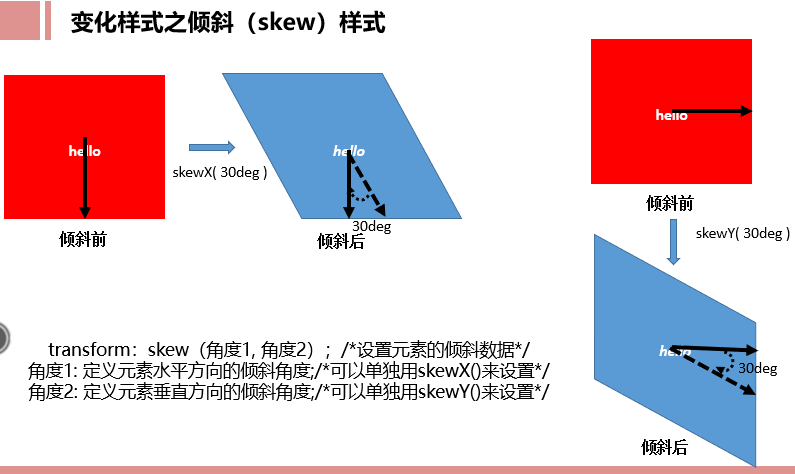 变化样式之倾斜（skew）样式
hello
倾斜前
skewX( 30deg )
hello
30deg
倾斜后
hello
倾斜前
skewY( 30deg )
hello
30deg
倾斜后
transform：skew（角度1, 角度2）；/*设置元素的倾斜数据*/
角度1: 定义元素水平方向的倾斜角度;/*可以单独用skewX()来设置*/
角度2: 定义元素垂直方向的倾斜角度;/*可以单独用skewY()来设置*/